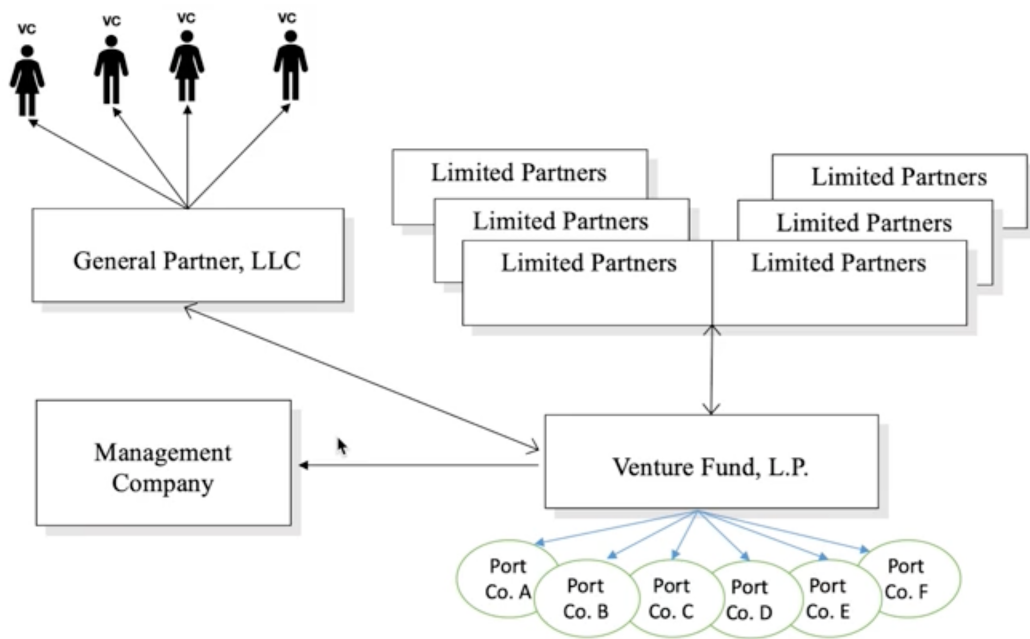 VC
VC
VC
VC
General Partner, LLC
Limited Partners
Limited Partners
Limited Partners
Limited Partners
Limited Partners
Limited Partners
Management
Company
Venture Fund, L.P.
Port
Co. A
Port
Co. B
Port
Co. C
Port
Co. D
Port
Co. E
Port
Co. F